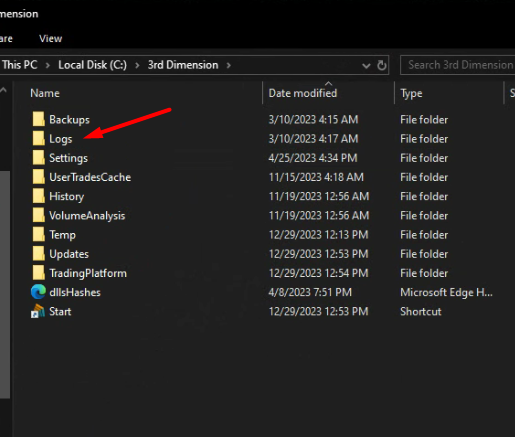 mension
are View
This PC > Local Disk (C:) > 3rd Dimension > Search 3rd Dimension
Name Date modified Type S
Backups 3/10/2023 4:15 AM File folder
Logs 3/10/2023 4:17 AM File folder
Settings 4/25/2023 4:34 PM File folder
UserTradesCache 11/15/2023 4:18 AM File folder
History 11/19/2023 12:56 AM File folder
VolumeAnalysis 11/19/2023 12:56 AM File folder
Temp 12/29/2023 12:13 PM File folder
Updates 12/29/2023 12:53 PM File folder
TradingPlatform 12/29/2023 12:54 PM File folder
dllsHashes 4/8/2023 7:51 PM Microsoft Edge H...
Start 12/29/2023 12:53 PM Shortcut